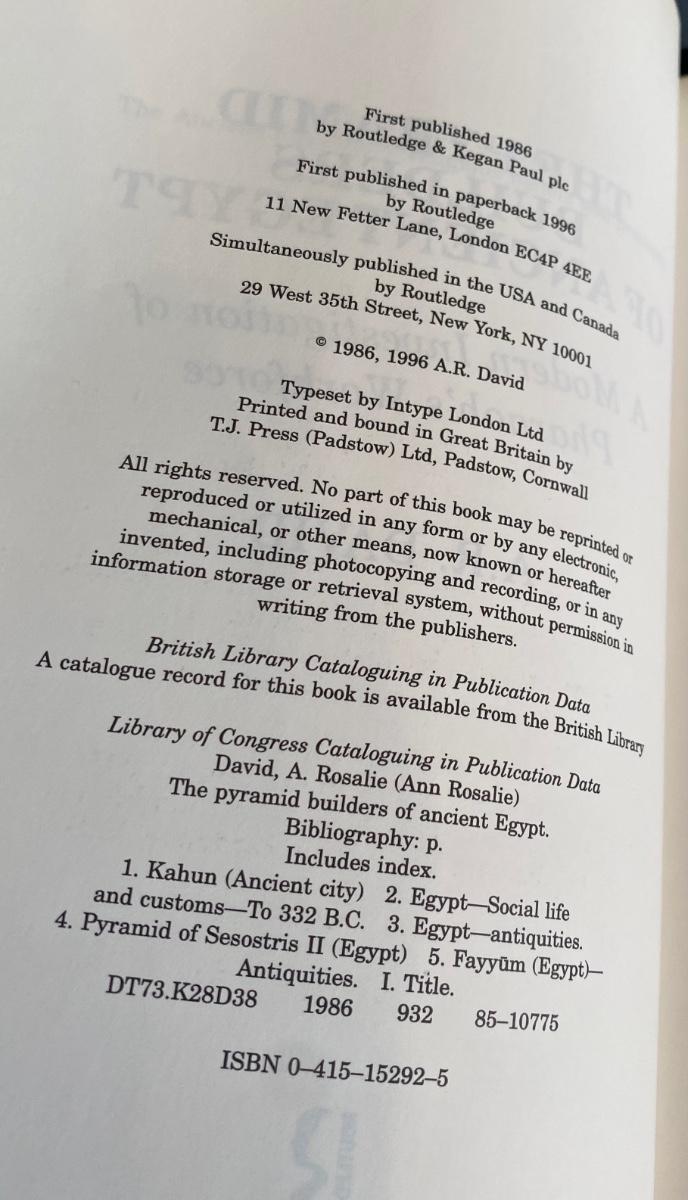 First published 1986
by Routledge & Kegan Paul plc
First published in paperback 1996
by Routledge
11 New Fetter Lane, London EC4P 4EE
Simultaneously published in the USA and Canada
by Routledge
29 West 35th Street, New York, NY 10001
© 1986, 1996 A.R. David
Typeset by Intype London Ltd
Printed and bound in Great Britain by
T.J. Press (Padstow) Ltd, Padstow, Cornwall
All rights reserved. No part of this book may be reprinted or
reproduced or utilized in any form or by any electronic,
mechanical, or other means, now known or hereafter
invented, including photocopying and recording, or in any
information storage or retrieval system, without permission in
writing from the publishers.
British Library Cataloguing in Publication Data
A catalogue record for this book is available from the British Library
Library of Congress Cataloguing in Publication Data
David, A. Rosalie (Ann Rosalie)
The pyramid builders of ancient Egypt.
Bibliography: p.
Includes index.
1. Kahun (Ancient city) 2. Egypt—Social life
and customs—To 332 B.C. 3. Egypt—antiquities.
4. Pyramid of Sesostris II (Egypt) 5. Fayyūm (Egypt)—
Antiquities. I. Title.
DT73.K28D38 1986 932 85–10775
ISBN 0–415–15292–5